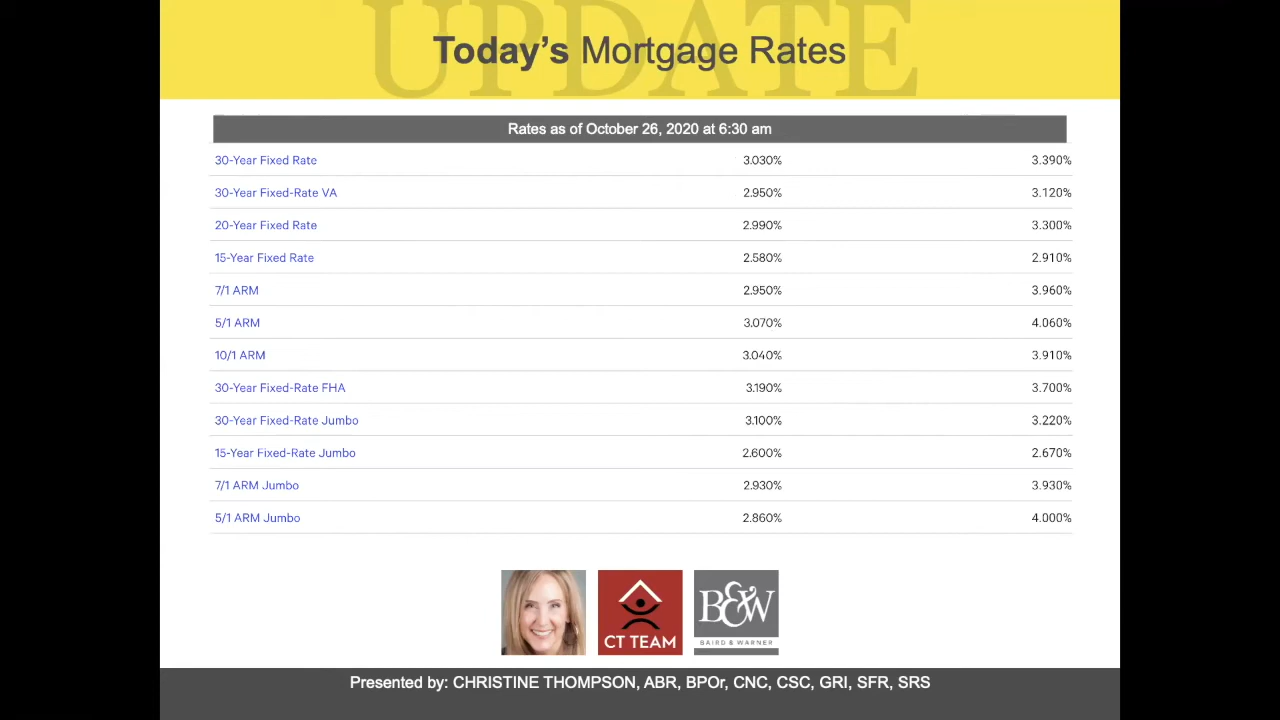 UPDATE
Today's Mortgage Rates
Rates as of October 26, 2020 at 6:30 am
30-Year Fixed Rate 3.030% 3.390%
30-Year Fixed-Rate VA 2.950% 3.120%
20-Year Fixed Rate 2.990% 3.300%
15-Year Fixed Rate 2.580% 2.910%
7/1 ARM 2.950% 3.960%
5/1 ARM 3.070% 4.060%
10/1 ARM 3.040% 3.910%
30-Year Fixed-Rate FHA 3.190% 3.700%
30-Year Fixed-Rate Jumbo 3.100% 3.220%
15-Year Fixed-Rate Jumbo 2.600% 2.670%
7/1 ARM Jumbo 2.930% 3.930%
5/1 ARM Jumbo 2.860% 4.000%
CT TEAM
B&W
BAIRD & WARNER
Presented by: CHRISTINE THOMPSON, ABR, BPOr, CNC, CSC, GRI, SFR, SRS